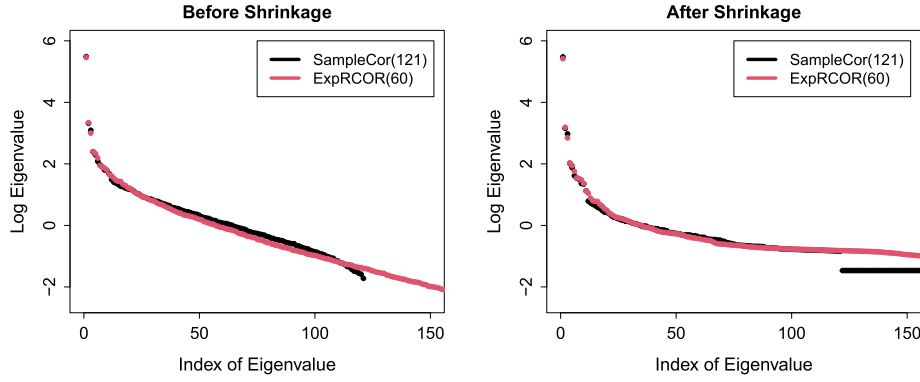 Before Shrinkage
SampleCor(121)
ExpRCOR(60)
Log Eigenvalue
6
4
2
0
−2
0
50
100
150
Index of Eigenvalue
After Shrinkage
SampleCor(121)
ExpRCOR(60)
Log Eigenvalue
6
4
2
0
−2
0
50
100
150
Index of Eigenvalue